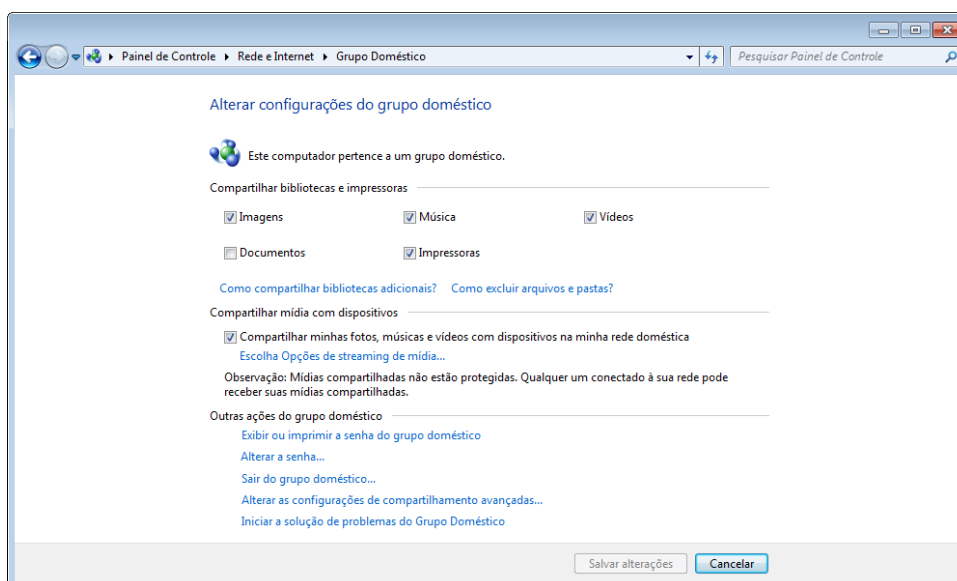 Painel de Controle Rede e Internet Grupo Doméstico Pesquisar Painel de Controle
Alterar configurações do grupo doméstico
Este computador pertence a um grupo doméstico.
Compartilhar bibliotecas e impressoras
Imagens Música Vídeos
Documentos Impressoras
Como compartilhar bibliotecas adicionais? Como excluir arquivos e pastas?
Compartilhar mídia com dispositivos
Compartilhar minhas fotos, músicas e vídeos com dispositivos na minha rede doméstica
Escolha Opções de streaming de mídia...
Observação: Mídias compartilhadas não estão protegidas. Qualquer um conectado à sua rede pode
receber suas mídias compartilhadas.
Outras ações do grupo doméstico
Exibir ou imprimir a senha do grupo doméstico
Alterar a senha...
Sair do grupo doméstico...
Alterar as configurações de compartilhamento avançadas...
Iniciar a solução de problemas do Grupo Doméstico
Salvar alterações Cancelar